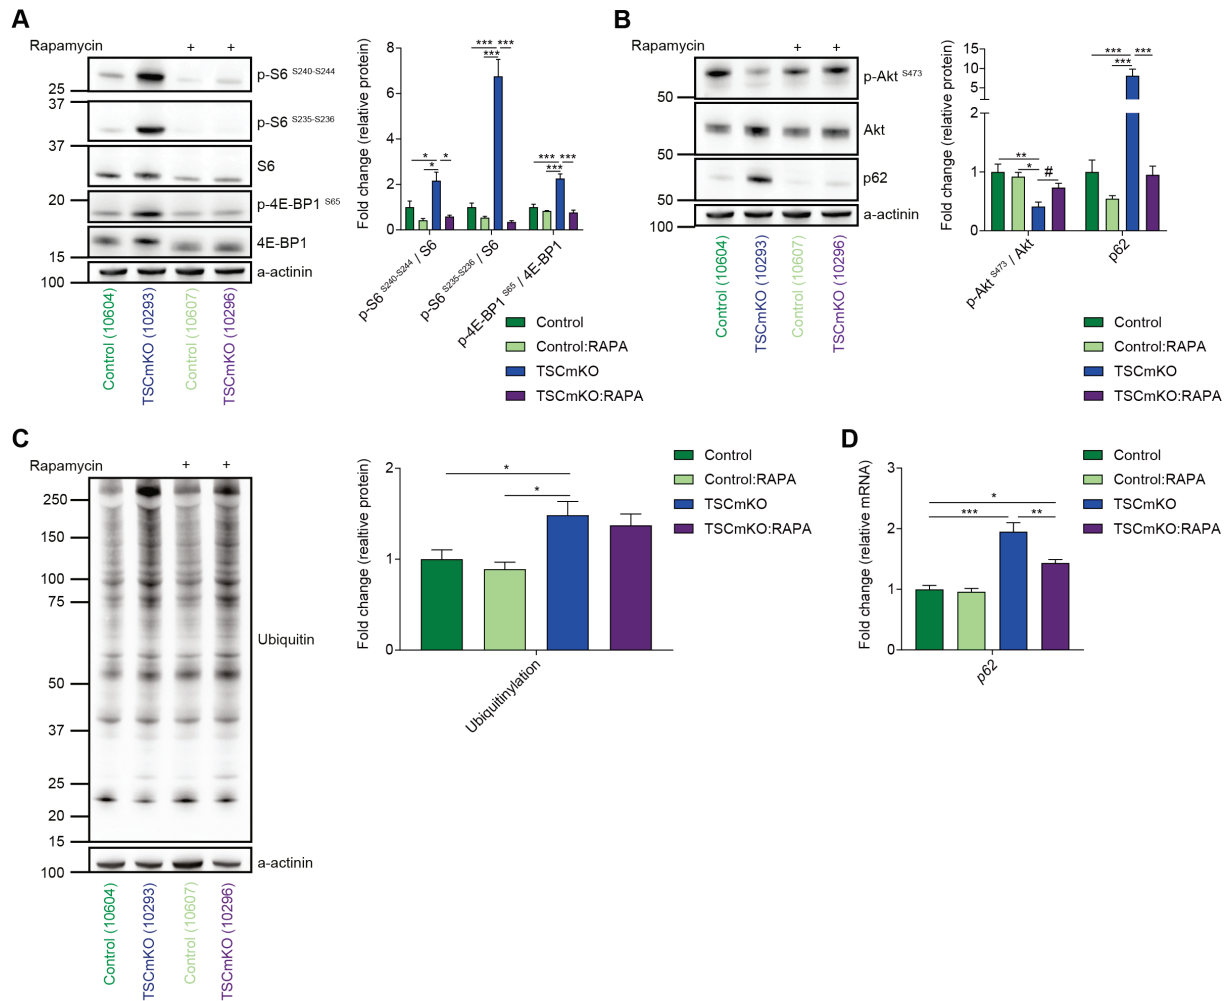 A
Rapamycin + +
p-S6 S240-S244
25
37
p-S6 S235-S236
37
S6
20
p-4E-BP1 S65
4E-BP1
15
a-actinin
100
Control (10604)
TSCmKO (10293)
Control (10607)
TSCmKO (10296)
Fold change (relative protein)
8
6
4
2
0
* * *
*** *** ***
*** *** ***
p-S6 S240-S244 / S6
p-S6 S235-S236 / S6
p-4E-BP1 S65 / 4E-BP1
Control
Control:RAPA
TSCmKO
TSCmKO:RAPA
B
Rapamycin + +
p-Akt S473
50
Akt
50
p62
50
a-actinin
100
Control (10604)
TSCmKO (10293)
Control (10607)
TSCmKO (10296)
Fold change (relative protein)
15
10
5
2
1
0
** * #
*** *** ***
p-Akt S473 / Akt
p62
Control
Control:RAPA
TSCmKO
TSCmKO:RAPA
C
Rapamycin + +
250
150
100
75
Ubiquitin
50
37
25
20
15
a-actinin
100
Control (10604)
TSCmKO (10293)
Control (10607)
TSCmKO (10296)
Fold change (realtive protein)
2
1
0
*
*
Ubiquitinylation
Control
Control:RAPA
TSCmKO
TSCmKO:RAPA
D
Fold change (relative mRNA)
3
2
1
0
*
*** **
p62
Control
Control:RAPA
TSCmKO
TSCmKO:RAPA